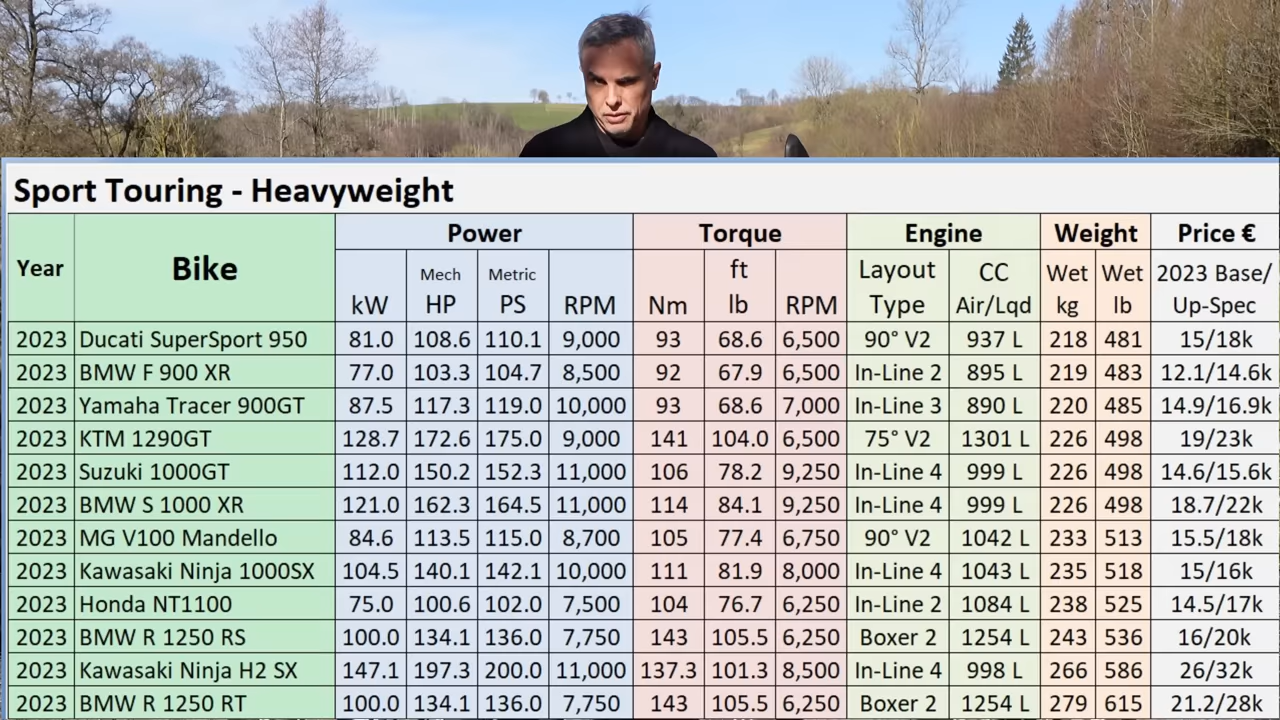 Sport Touring - Heavyweight
Year Bike Power Torque Engine Weight Price €
kW Mech HP Metric PS RPM Nm ft lb RPM Layout Type CC Air/Lqd Wet kg Wet lb 2023 Base/ Up-Spec
2023 Ducati SuperSport 950 81.0 108.6 110.1 9,000 93 68.6 6,500 90° V2 937 L 218 481 15/18k
2023 BMW F 900 XR 77.0 103.3 104.7 8,500 92 67.9 6,500 In-Line 2 895 L 219 483 12.1/14.6k
2023 Yamaha Tracer 900GT 87.5 117.3 119.0 10,000 93 68.6 7,000 In-Line 3 890 L 220 485 14.9/16.9k
2023 KTM 1290GT 128.7 172.6 175.0 9,000 141 104.0 6,500 75° V2 1301 L 226 498 19/23k
2023 Suzuki 1000GT 112.0 150.2 152.3 11,000 106 78.2 9,250 In-Line 4 999 L 226 498 14.6/15.6k
2023 BMW S 1000 XR 121.0 162.3 164.5 11,000 114 84.1 9,250 In-Line 4 999 L 226 498 18.7/22k
2023 MG V100 Mandello 84.6 113.5 115.0 8,700 105 77.4 6,750 90° V2 1042 L 233 513 15.5/18k
2023 Kawasaki Ninja 1000SX 104.5 140.1 142.1 10,000 111 81.9 8,000 In-Line 4 1043 L 235 518 15/16k
2023 Honda NT1100 75.0 100.6 102.0 7,500 104 76.7 6,250 In-Line 2 1084 L 238 525 14.5/17k
2023 BMW R 1250 RS 100.0 134.1 136.0 7,750 143 105.5 6,250 Boxer 2 1254 L 243 536 16/20k
2023 Kawasaki Ninja H2 SX 147.1 197.3 200.0 11,000 137.3 101.3 8,500 In-Line 4 998 L 266 586 26/32k
2023 BMW R 1250 RT 100.0 134.1 136.0 7,750 143 105.5 6,250 Boxer 2 1254 L 279 615 21.2/28k